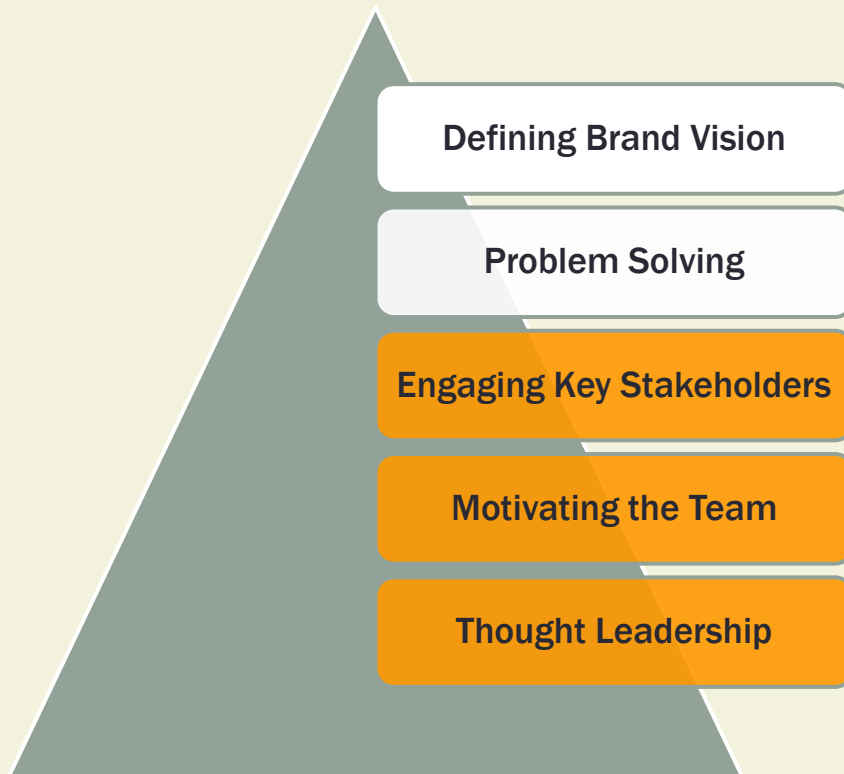 Defining Brand Vision
Problem Solving
Engaging Key Stakeholders
Motivating the Team
Thought Leadership